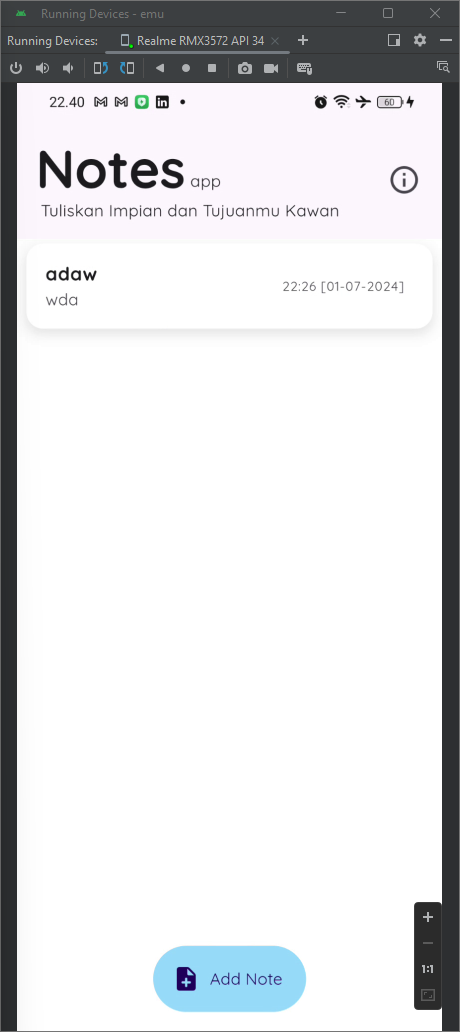 Running Devices - emu
Running Devices: Realme RMX3572 API 34
22.40 60
Notes app
Tuliskan Impian dan Tujuanmu Kawan
adaw
wda
22:26 [01-07-2024]
1:1
Add Note